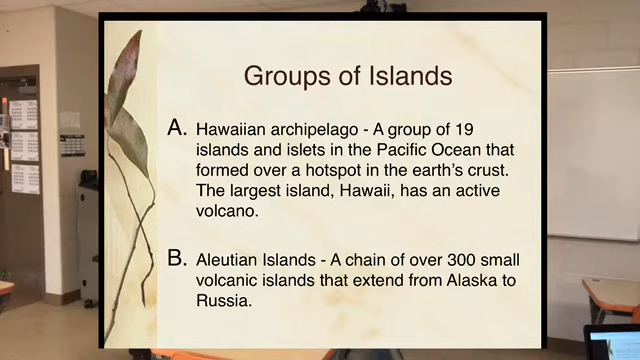 Groups of Islands
A. Hawaiian archipelago - A group of 19
islands and islets in the Pacific Ocean that
formed over a hotspot in the earth's crust.
The largest island, Hawaii, has an active
volcano.
B. Aleutian Islands - A chain of over 300 small
volcanic islands that extend from Alaska to
Russia.